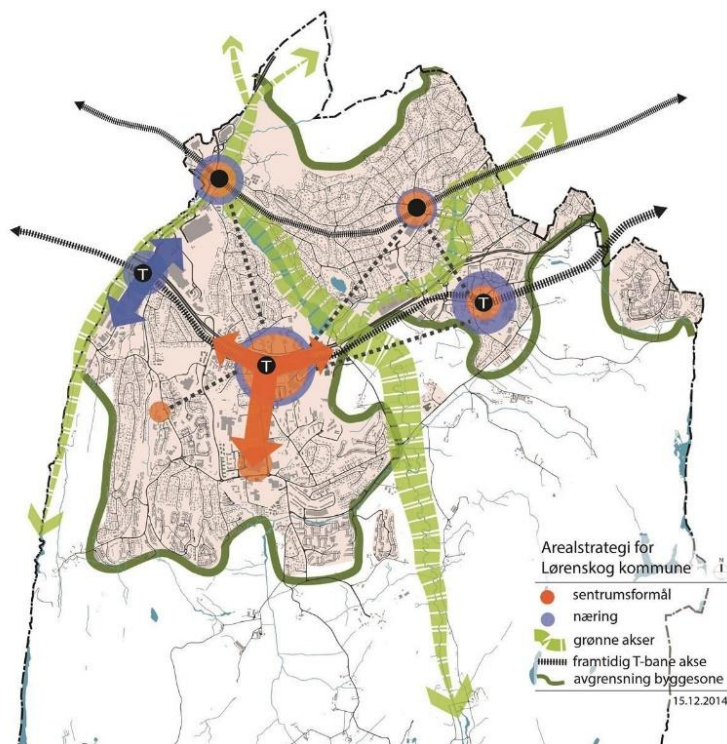 T
T
T
Arealstrategi for
Lørenskog kommune
N
sentrumsformål
næring
grønne akser
framtidig T-bane akse
avgrensning byggesone
15.12.2014